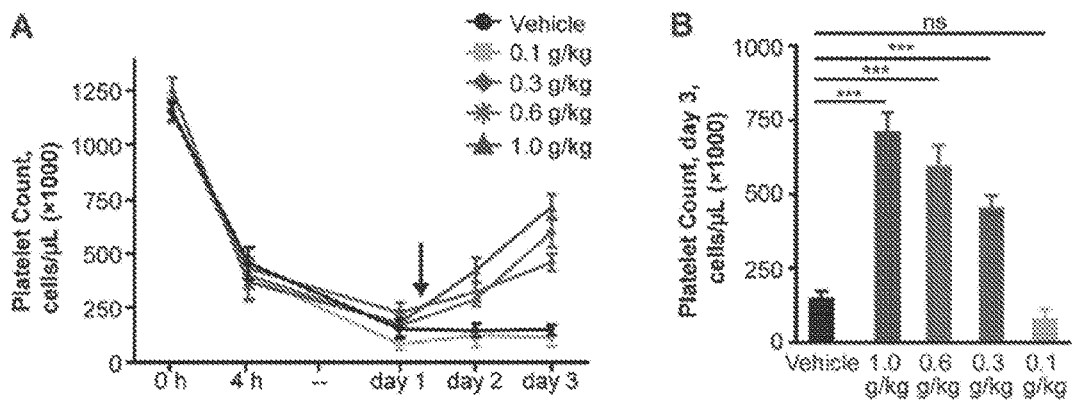 A
Vehicle
0.1 g/kg
0.3 g/kg
0.6 g/kg
1.0 g/kg
Platelet Count,
cells/µL (×1000)
1250
1000
750
500
250
0
0 h
4 h
--
day 1
day 2
day 3
B
Platelet Count, day 3,
cells/µL (×1000)
1000
750
500
250
0
ns
***
***
***
Vehicle
1.0
g/kg
0.6
g/kg
0.3
g/kg
0.1
g/kg